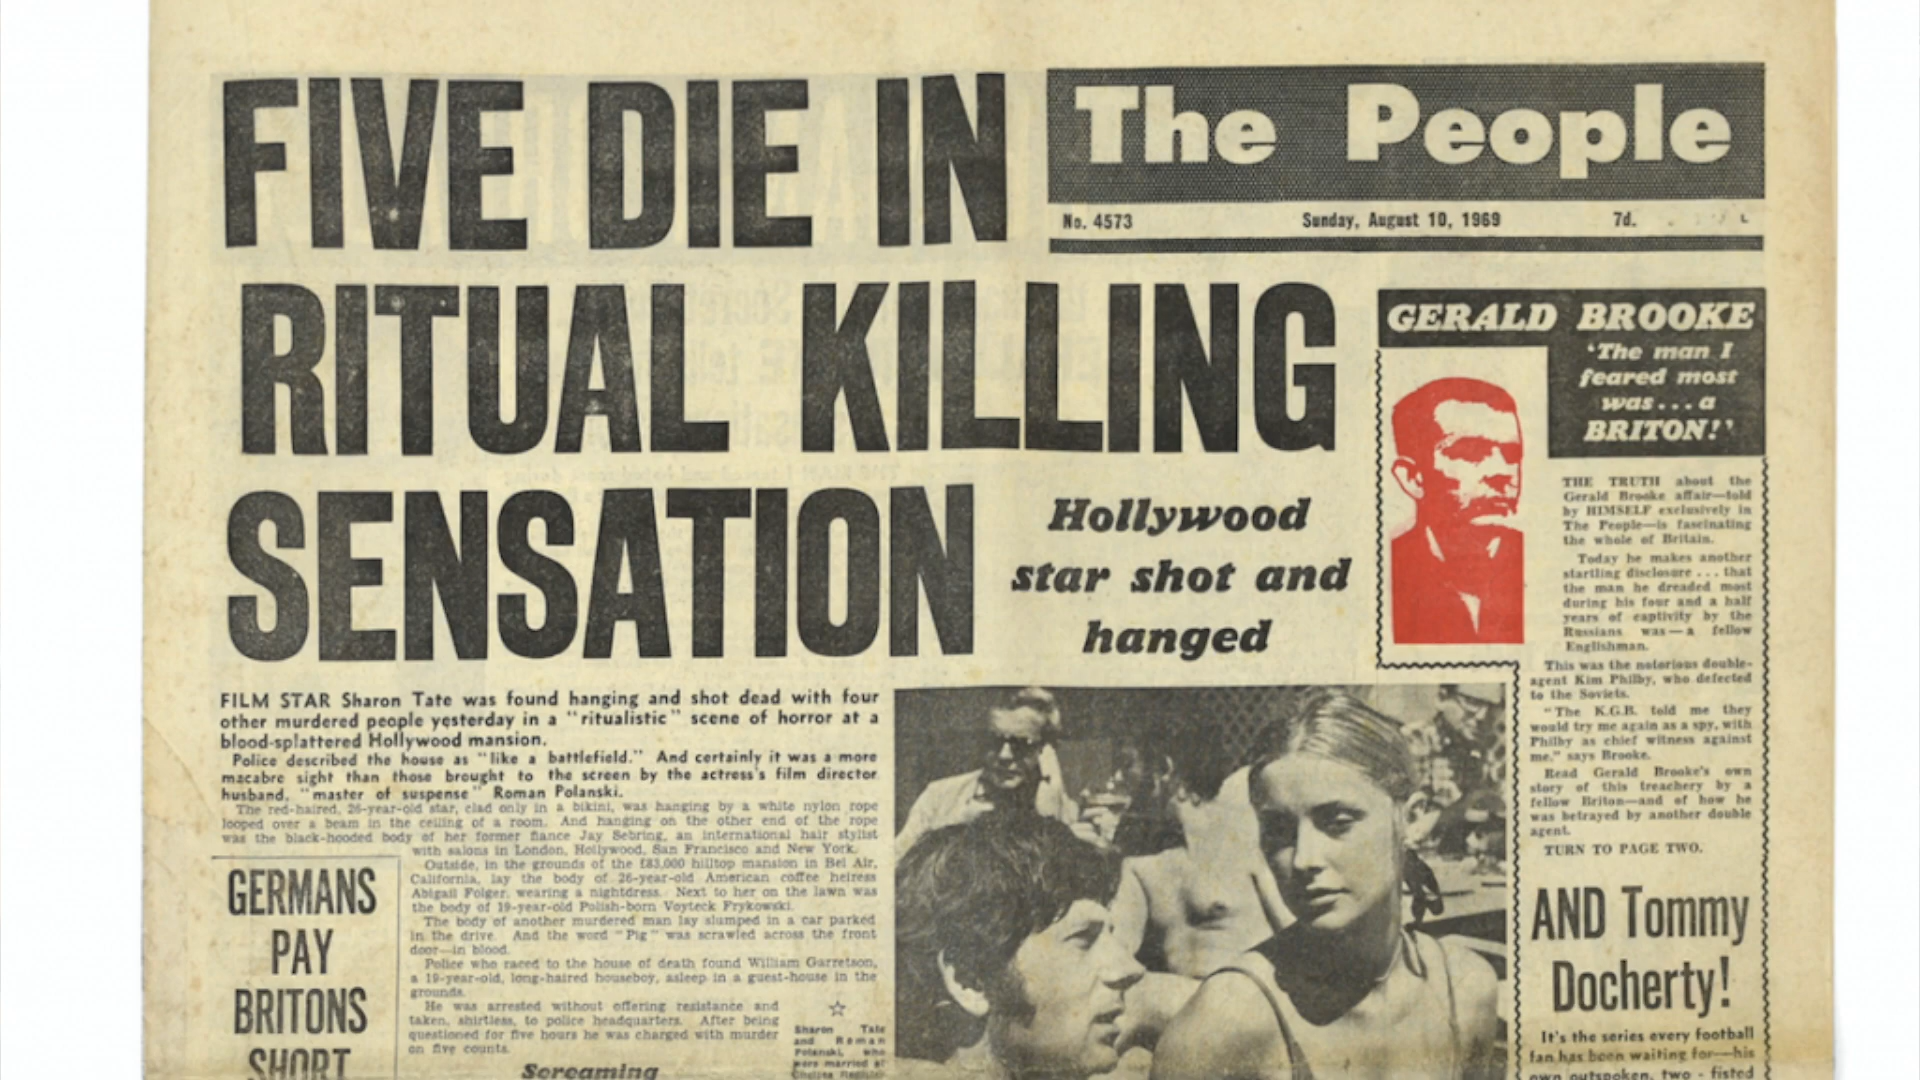 FIVE DIE IN
RITUAL KILLING
SENSATION
The People
No. 4573 Sunday, August 10, 1969 7d.
Hollywood
star shot and
hanged
FILM STAR Sharon Tate was found hanging and shot dead with four
other murdered people yesterday in a "ritualistic" scene of horror at a
blood-splattered Hollywood mansion.
Police described the house as "like a battlefield." And certainly it was a more
macabre sight than those brought to the screen by the actress's film director
husband, "master of suspense" Roman Polanski.
The red-haired, 26-year-old star, clad only in a bikini, was hanging by a white nylon rope
looped over a beam in the ceiling of a room. And hanging on the other end of the rope
was the black-hooded body of her former fiance Jay Sebring, an international hair stylist
with salons in London, Hollywood, San Francisco and New York.
Outside, in the grounds of the £83,000 hilltop mansion in Bel Air,
California, lay the body of 26-year-old American coffee heiress
Abigail Folger, wearing a nightdress. Next to her on the lawn was
the body of 19-year-old Polish-born Voyteck Frykowski.
The body of another murdered man lay slumped in a car parked
in the drive. And the word "Pig" was scrawled across the front
door—in blood.
Police who raced to the house of death found William Garretson,
a 19-year-old, long-haired houseboy, asleep in a guest-house in the
grounds.
He was arrested without offering resistance and
taken, shirtless, to police headquarters. After being
questioned for five hours he was charged with murder
on five counts.
Screaming
GERMANS
PAY
BRITONS
SHORT
Sharon Tate
and Roman
Polanski, who
were married at
Chelsea
GERALD BROOKE
'The man I
feared most
was... a
BRITON!'
THE TRUTH about the
Gerald Brooke affair—told
by HIMSELF exclusively in
The People—is fascinating
the whole of Britain.
Today he makes another
startling disclosure . . . that
the man he dreaded most
during his four and a half
years of captivity by the
Russians was—a fellow
Englishman.
This was the notorious double-
agent Kim Philby, who defected
to the Soviets.
"The K.G.B. told me they
would try me again as a spy, with
Philby as chief witness against
me," says Brooke.
Read Gerald Brooke's own
story of this treachery by a
fellow Briton—and of how he
was betrayed by another double
agent.
TURN TO PAGE TWO.
AND Tommy
Docherty!
It's the series every football
fan has been waiting for—his
own outspoken, two - fisted